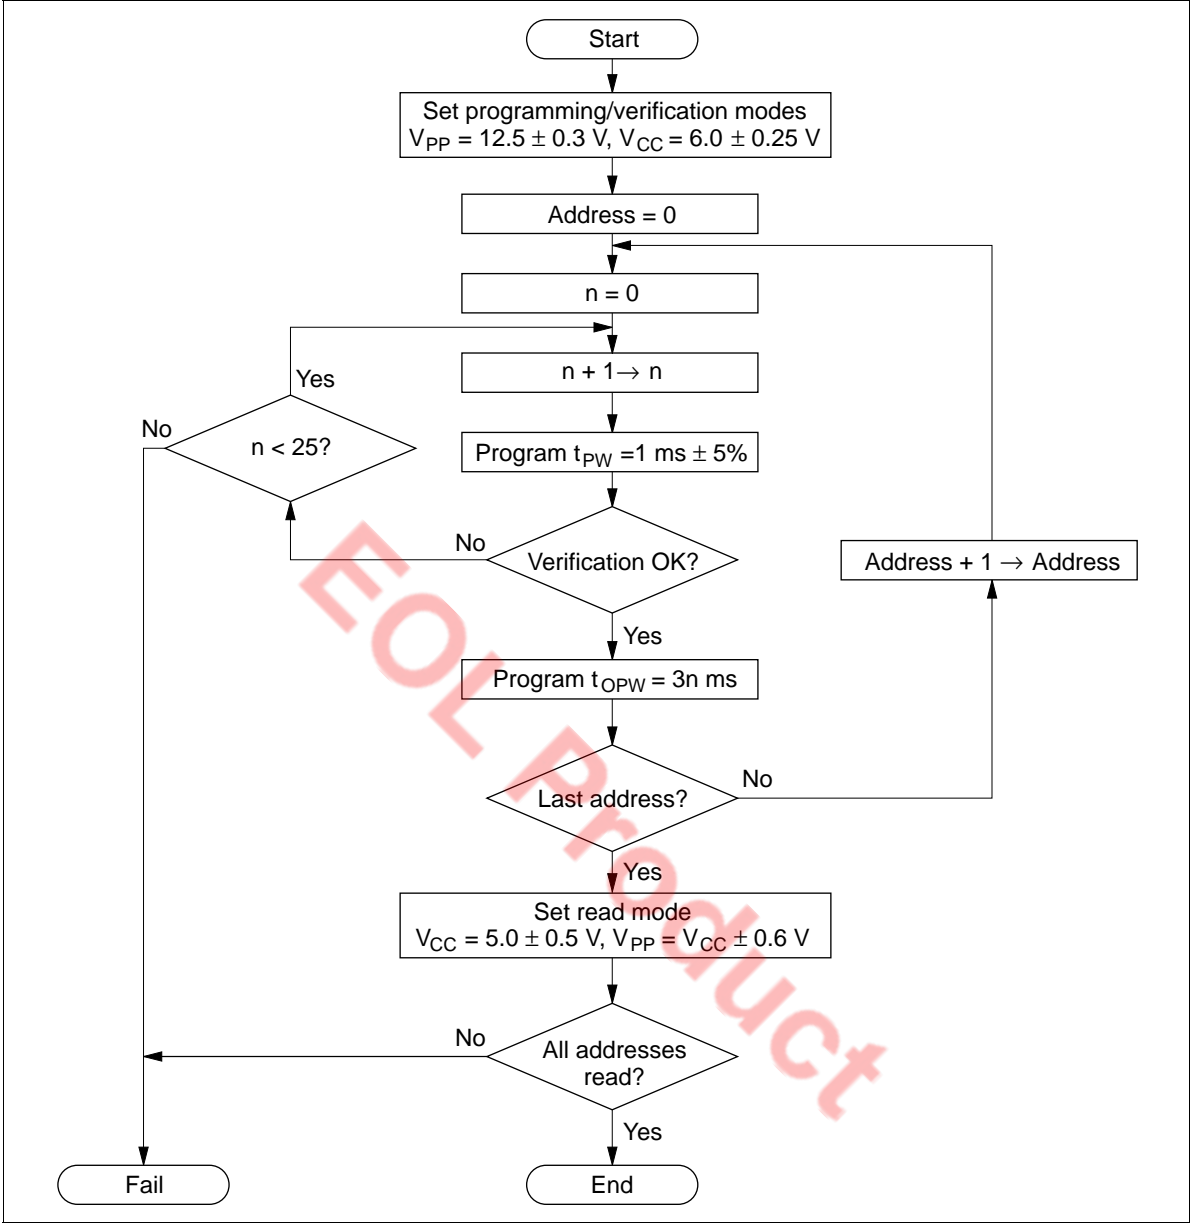 Start
Set programming/verification modes
VPP = 12.5 ± 0.3 V, VCC = 6.0 ± 0.25 V
Address = 0
n = 0
n + 1 → n
Yes
No
n < 25?
Program tPW =1 ms ± 5%
No
Verification OK?
Address + 1 → Address
Yes
Program tOPW = 3n ms
No
Last address?
Yes
Set read mode
VCC = 5.0 ± 0.5 V, VPP = VCC ± 0.6 V
No
All addresses
read?
Yes
Fail
End
EOL Product